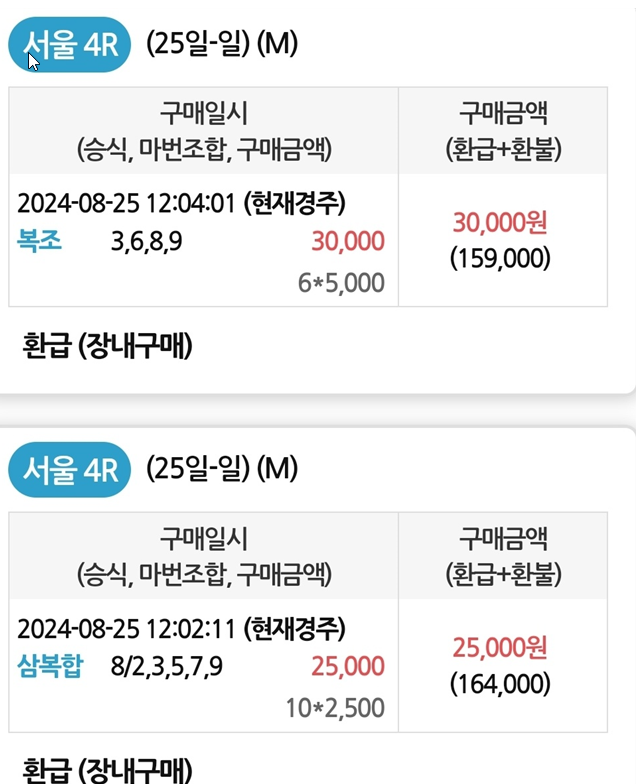 서울 4R (25일-일) (M)
구매일시
(승식, 마번조합, 구매금액)
구매금액
(환급+환불)
2024-08-25 12:04:01 (현재경주)
복조 3,6,8,9 30,000
6*5,000
30,000원
(159,000)
환급 (장내구매)
서울 4R (25일-일) (M)
구매일시
(승식, 마번조합, 구매금액)
구매금액
(환급+환불)
2024-08-25 12:02:11 (현재경주)
삼복합 8/2,3,5,7,9 25,000
10*2,500
25,000원
(164,000)
환급 (장내구매)